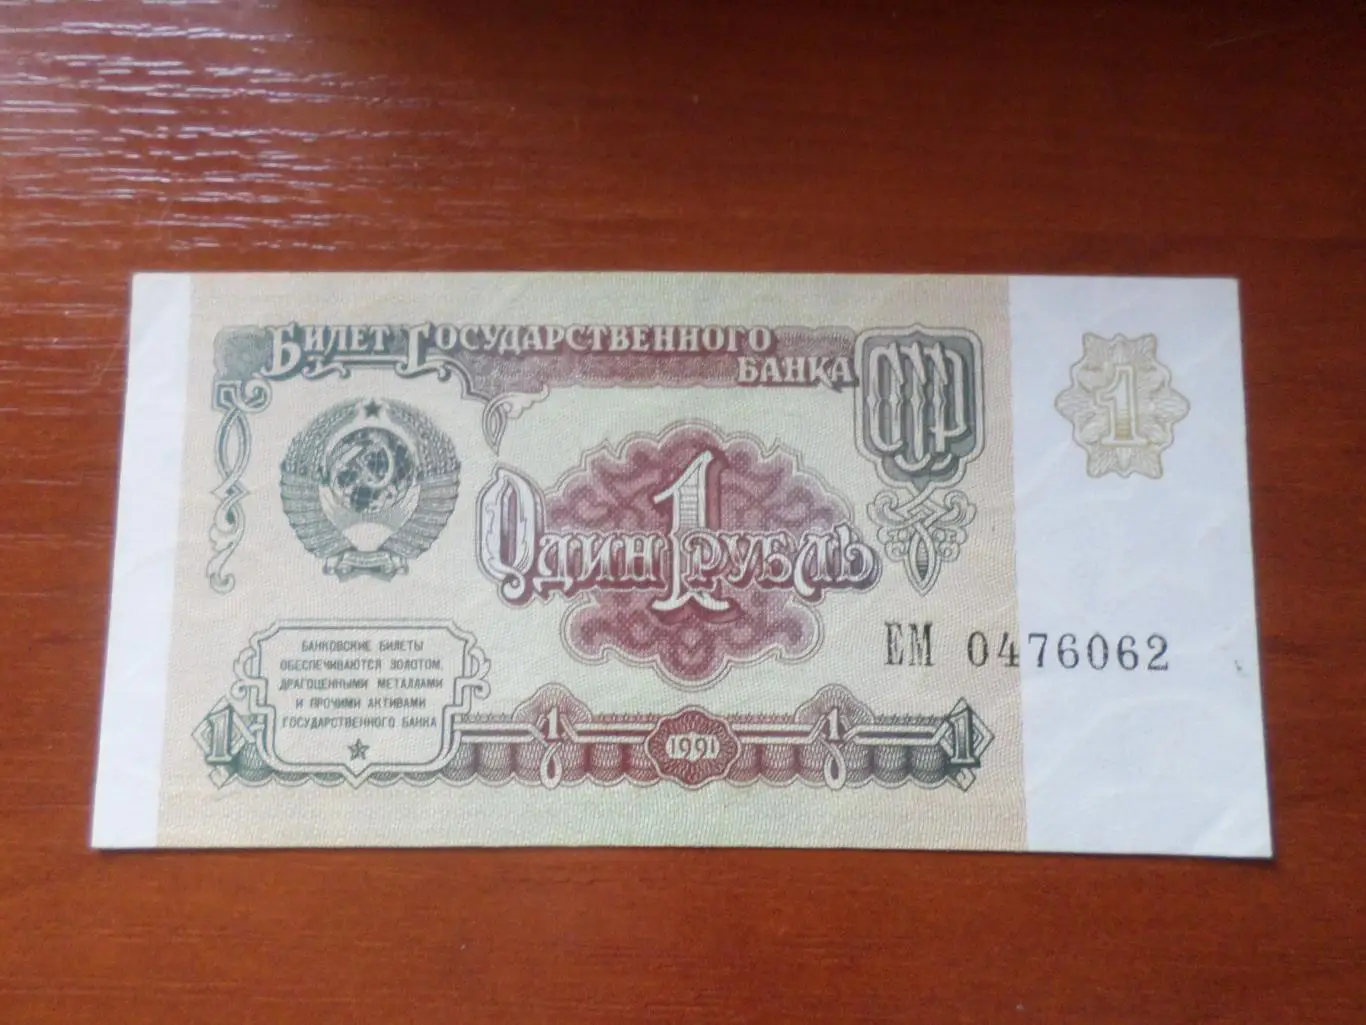 Билет Государственного
Банка СССР
1
Один рубль
1
ЕМ 0476062
Банковские билеты
обеспечиваются золотом,
драгоценными металлами
и прочими активами
Государственного банка
1 1 1991 1 1